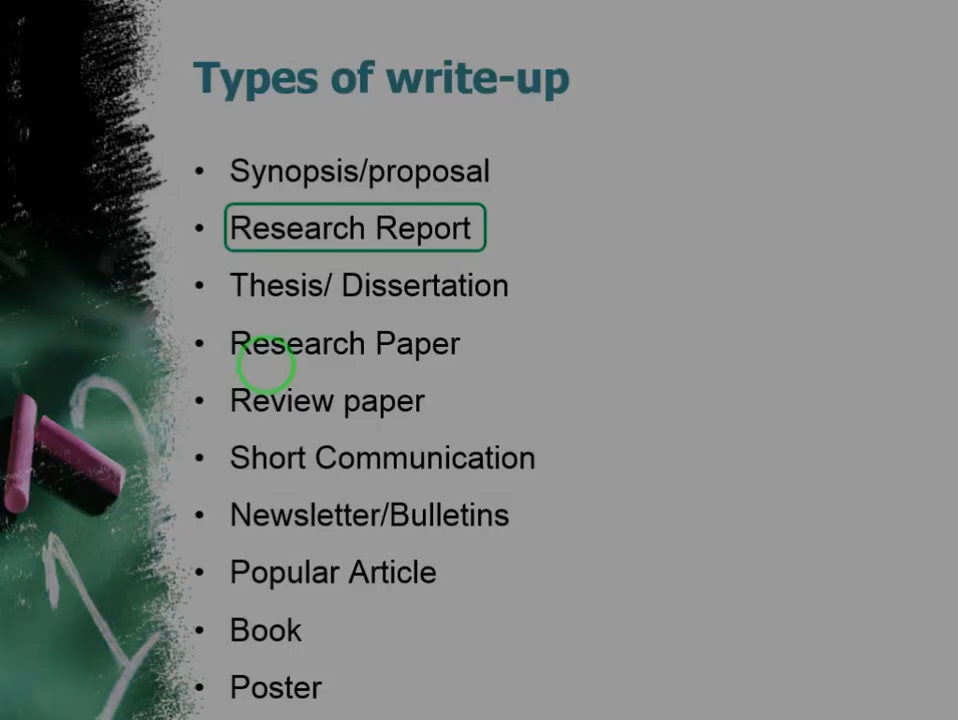 Types of write-up
• Synopsis/proposal
• Research Report
• Thesis/ Dissertation
• Research Paper
• Review paper
• Short Communication
• Newsletter/Bulletins
• Popular Article
• Book
• Poster